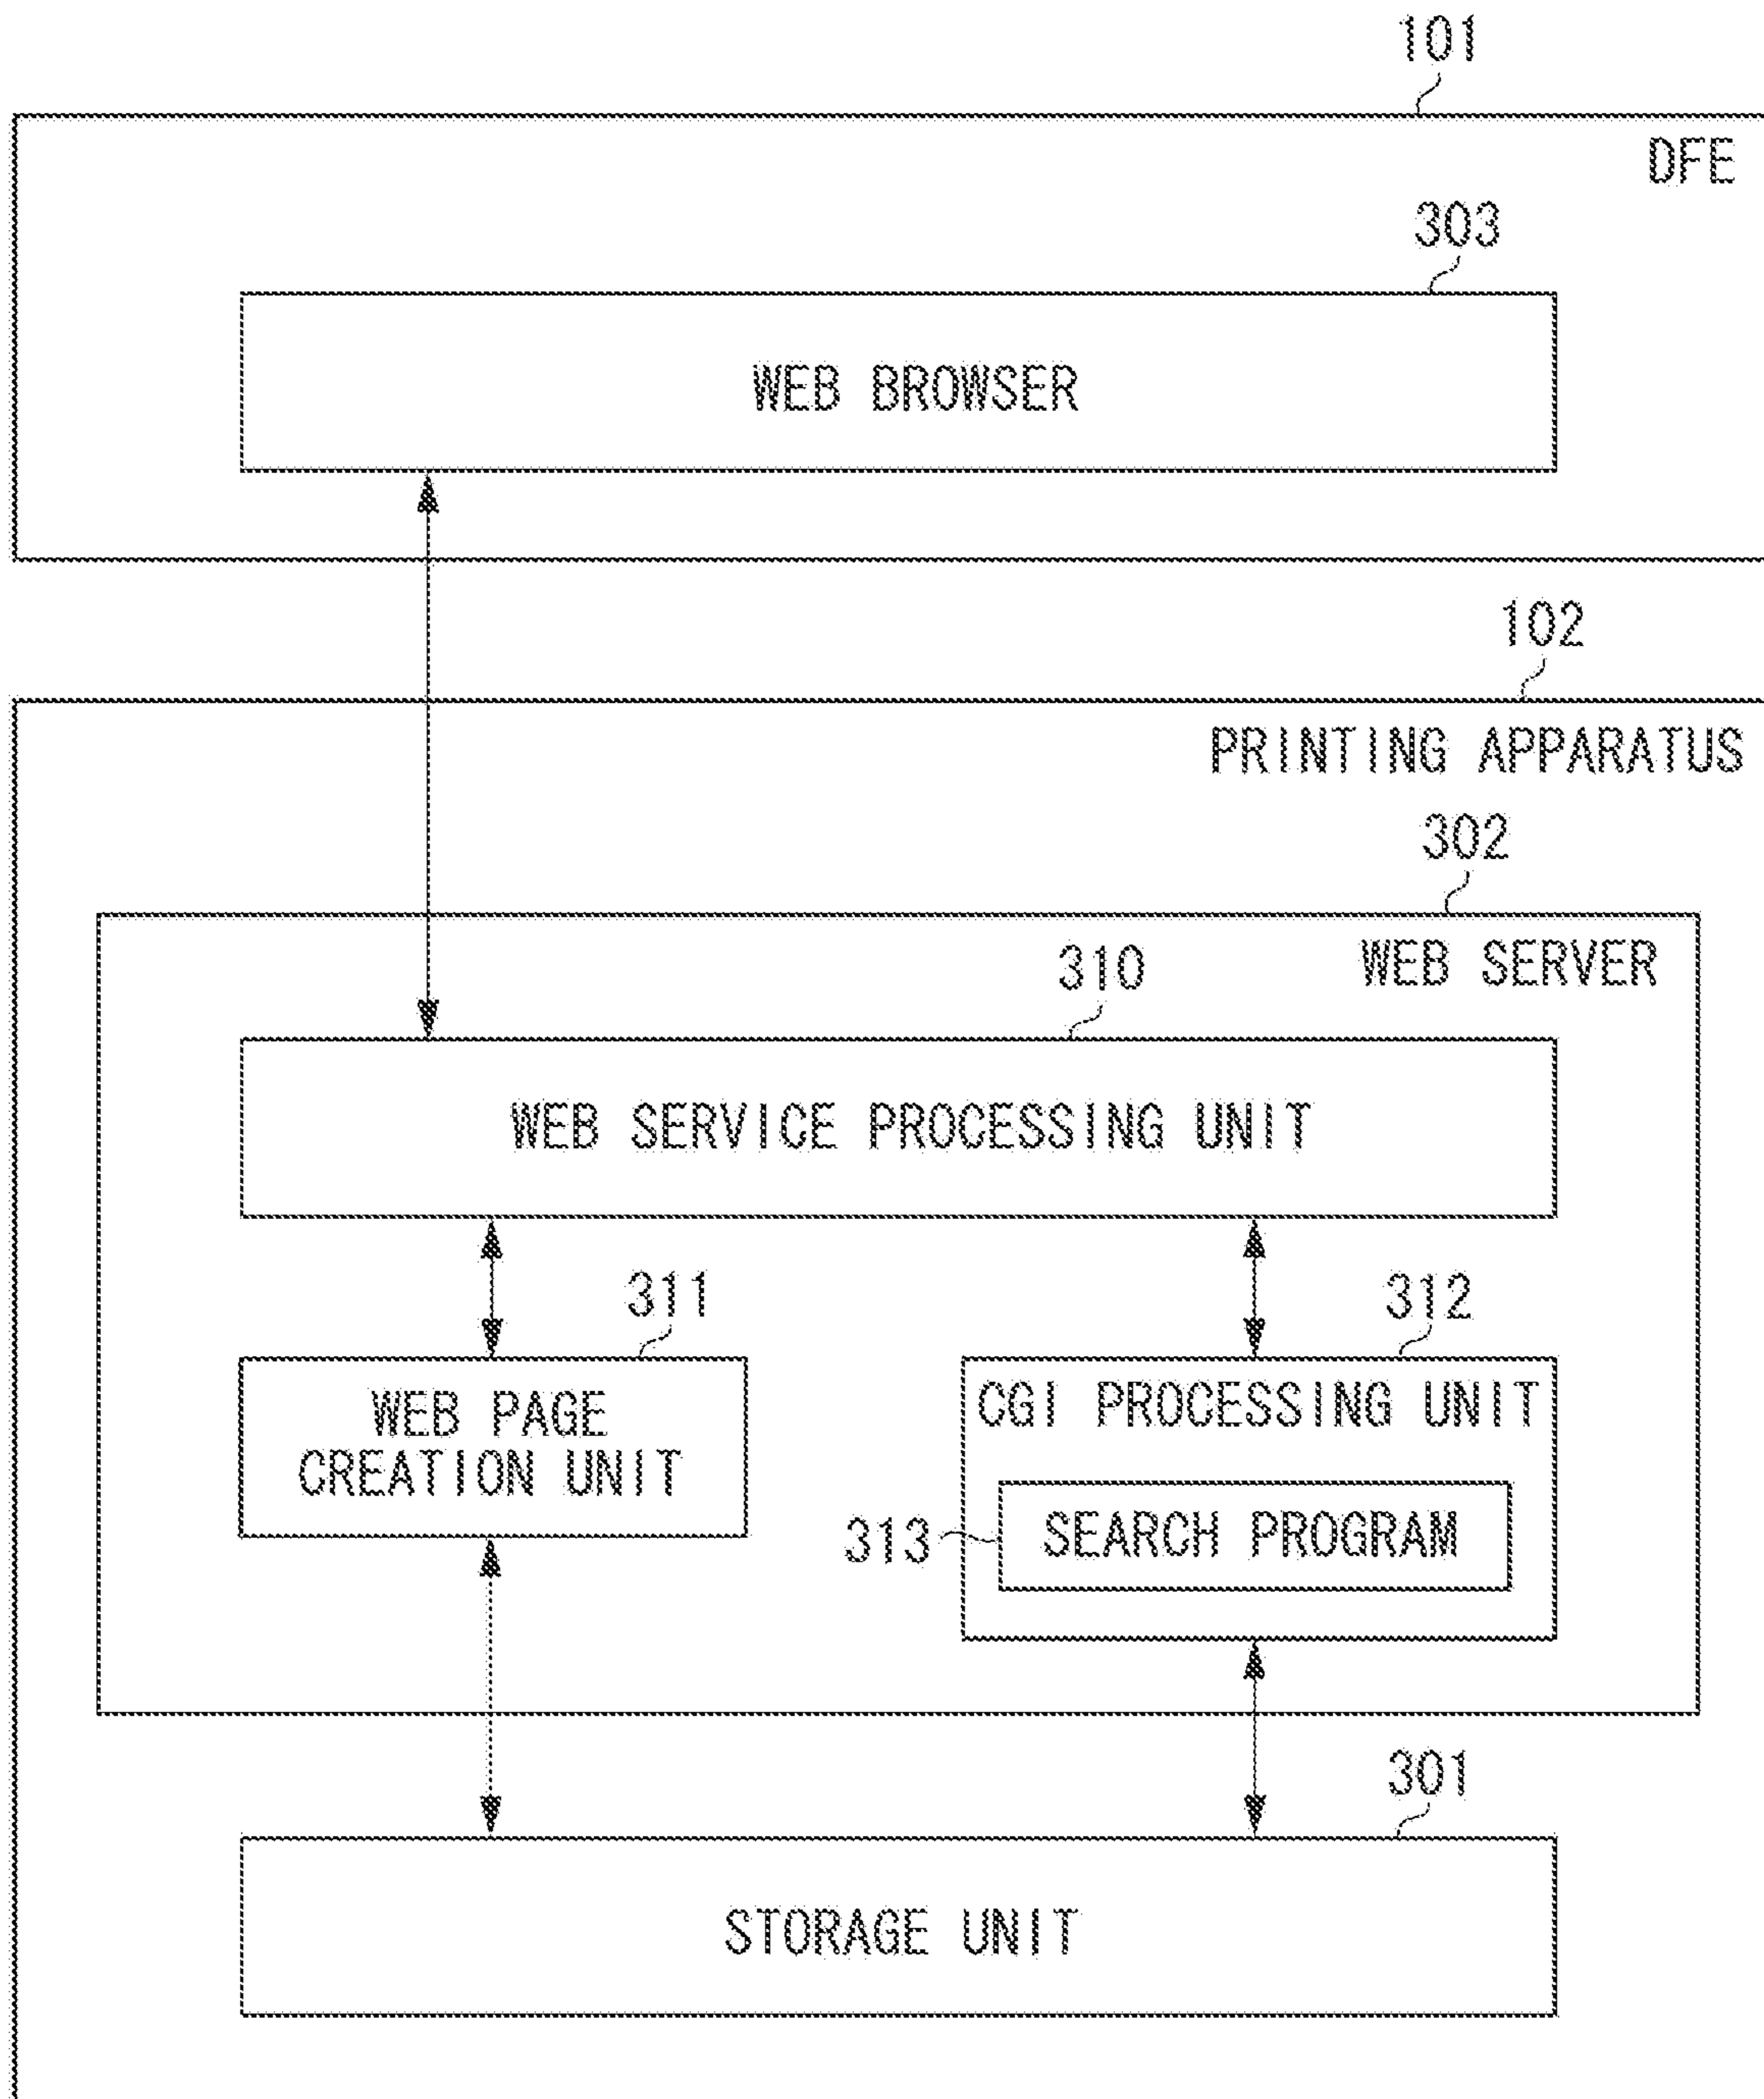 101
DFE
303
WEB BROWSER
102
PRINTING APPARATUS
302
WEB SERVER
310
WEB SERVICE PROCESSING UNIT
311
312
WEB PAGE
CREATION UNIT
CGI PROCESSING UNIT
313
SEARCH PROGRAM
301
STORAGE UNIT